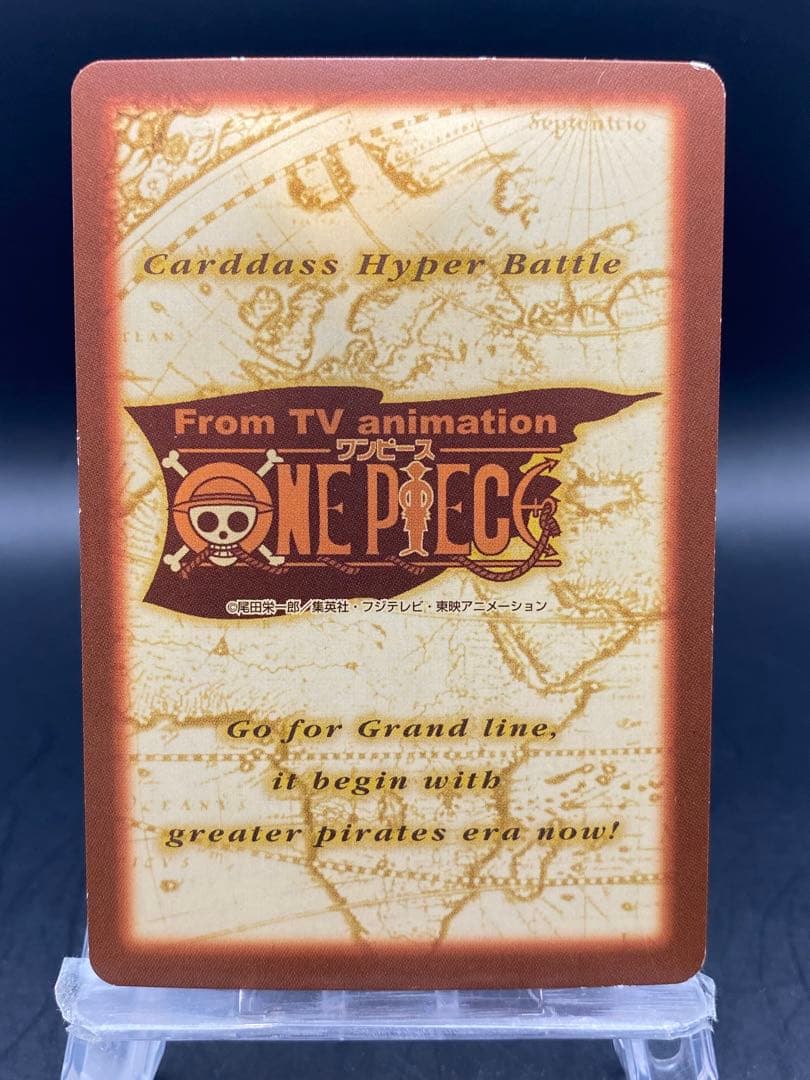 Septentrio
Carddass Hyper Battle
From TV animation
ワンピース
ONE PIECE
©尾田栄一郎/集英社・フジテレビ・東映アニメーション
Go for Grand line,
it begin with
greater pirates era now!